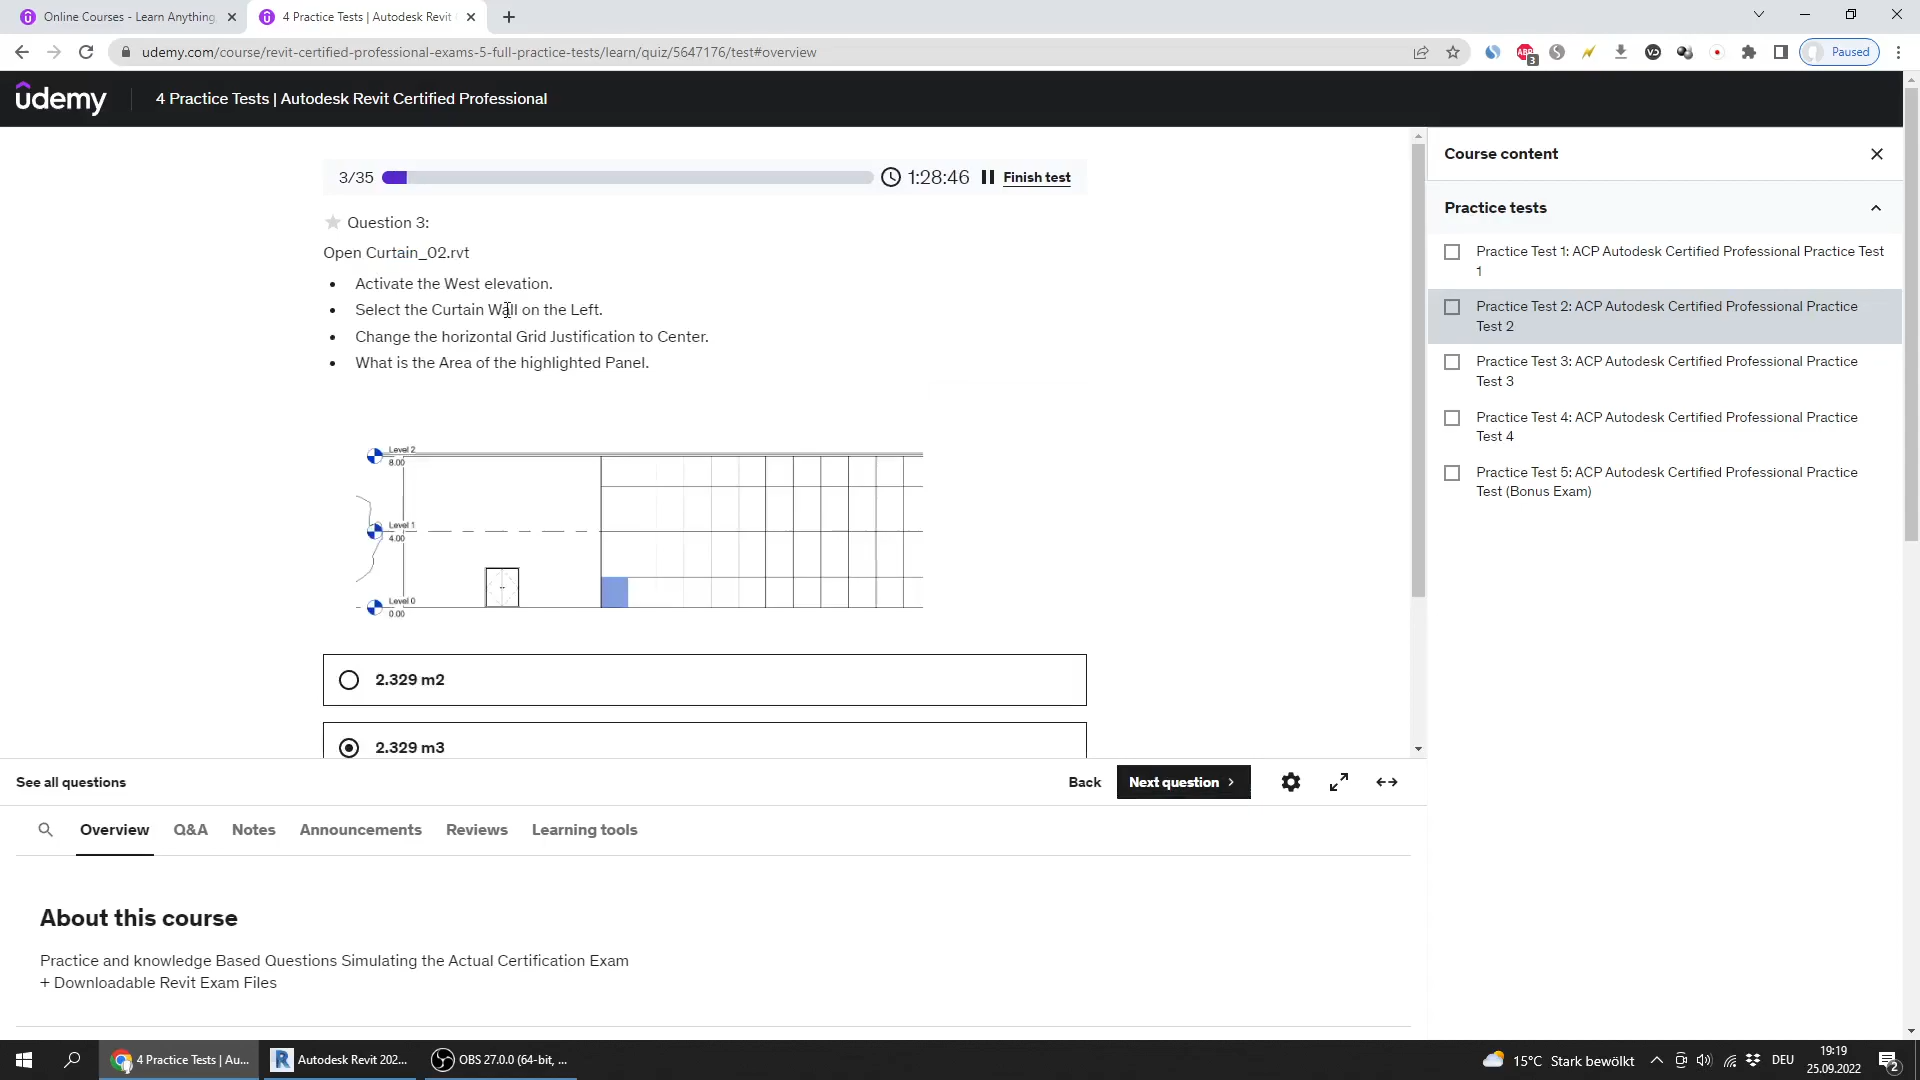 Online Courses - Learn Anything,
4 Practice Tests | Autodesk Revit
udemy.com/course/revit-certified-professional-exams-5-full-practice-tests/learn/quiz/5647176/test#overview
ABP
3
VD
Paused
udemy
4 Practice Tests | Autodesk Revit Certified Professional
3/35
1:28:46
Finish test
Question 3:
Open Curtain_02.rvt
• Activate the West elevation.
• Select the Curtain Wall on the Left.
• Change the horizontal Grid Justification to Center.
• What is the Area of the highlighted Panel.
Level 2
8.00
Level 1
4.00
Level 0
0.00
2.329 m2
2.329 m3
See all questions
Back
Next question
Overview
Q&A
Notes
Announcements
Reviews
Learning tools
About this course
Practice and knowledge Based Questions Simulating the Actual Certification Exam
+ Downloadable Revit Exam Files
Course content
Practice tests
Practice Test 1: ACP Autodesk Certified Professional Practice Test
1
Practice Test 2: ACP Autodesk Certified Professional Practice
Test 2
Practice Test 3: ACP Autodesk Certified Professional Practice
Test 3
Practice Test 4: ACP Autodesk Certified Professional Practice
Test 4
Practice Test 5: ACP Autodesk Certified Professional Practice
Test (Bonus Exam)
4 Practice Tests | Au...
Autodesk Revit 202...
OBS 27.0.0 (64-bit, ...
15°C Stark bewölkt
DEU
19:19
25.09.2022
2